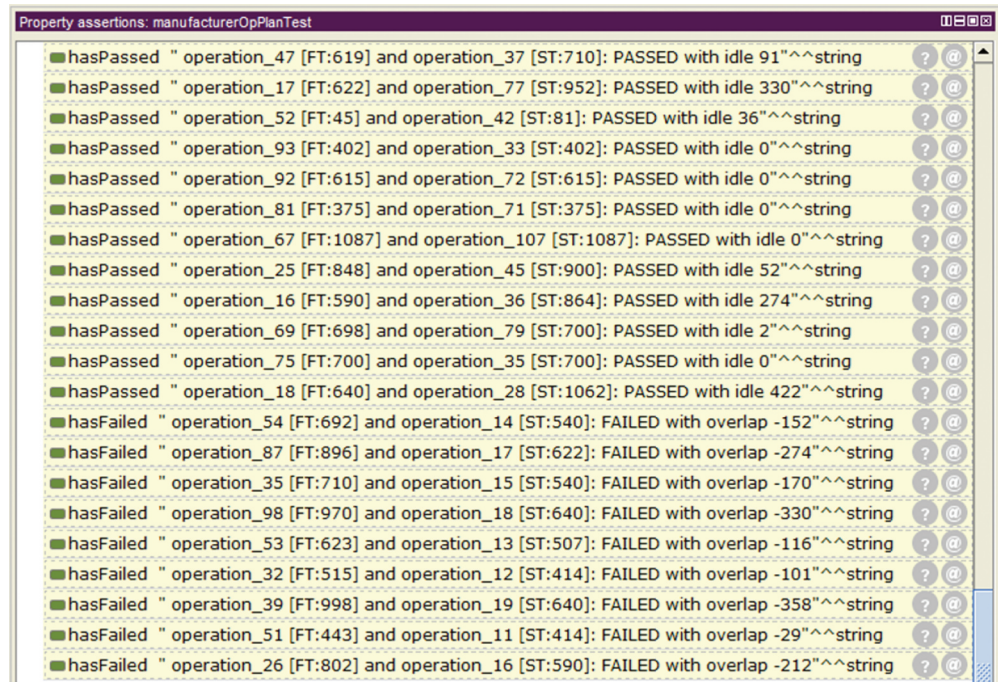 Property assertions: manufacturerOpPlanTest
hasPassed " operation_47 [FT:619] and operation_37 [ST:710]: PASSED with idle 91"^^string ? @
hasPassed " operation_17 [FT:622] and operation_77 [ST:952]: PASSED with idle 330"^^string ? @
hasPassed " operation_52 [FT:45] and operation_42 [ST:81]: PASSED with idle 36"^^string ? @
hasPassed " operation_93 [FT:402] and operation_33 [ST:402]: PASSED with idle 0"^^string ? @
hasPassed " operation_92 [FT:615] and operation_72 [ST:615]: PASSED with idle 0"^^string ? @
hasPassed " operation_81 [FT:375] and operation_71 [ST:375]: PASSED with idle 0"^^string ? @
hasPassed " operation_67 [FT:1087] and operation_107 [ST:1087]: PASSED with idle 0"^^string ? @
hasPassed " operation_25 [FT:848] and operation_45 [ST:900]: PASSED with idle 52"^^string ? @
hasPassed " operation_16 [FT:590] and operation_36 [ST:864]: PASSED with idle 274"^^string ? @
hasPassed " operation_69 [FT:698] and operation_79 [ST:700]: PASSED with idle 2"^^string ? @
hasPassed " operation_75 [FT:700] and operation_35 [ST:700]: PASSED with idle 0"^^string ? @
hasPassed " operation_18 [FT:640] and operation_28 [ST:1062]: PASSED with idle 422"^^string ? @
hasFailed " operation_54 [FT:692] and operation_14 [ST:540]: FAILED with overlap -152"^^string ? @
hasFailed " operation_87 [FT:896] and operation_17 [ST:622]: FAILED with overlap -274"^^string ? @
hasFailed " operation_35 [FT:710] and operation_15 [ST:540]: FAILED with overlap -170"^^string ? @
hasFailed " operation_98 [FT:970] and operation_18 [ST:640]: FAILED with overlap -330"^^string ? @
hasFailed " operation_53 [FT:623] and operation_13 [ST:507]: FAILED with overlap -116"^^string ? @
hasFailed " operation_32 [FT:515] and operation_12 [ST:414]: FAILED with overlap -101"^^string ? @
hasFailed " operation_39 [FT:998] and operation_19 [ST:640]: FAILED with overlap -358"^^string ? @
hasFailed " operation_51 [FT:443] and operation_11 [ST:414]: FAILED with overlap -29"^^string ? @
hasFailed " operation_26 [FT:802] and operation_16 [ST:590]: FAILED with overlap -212"^^string ? @